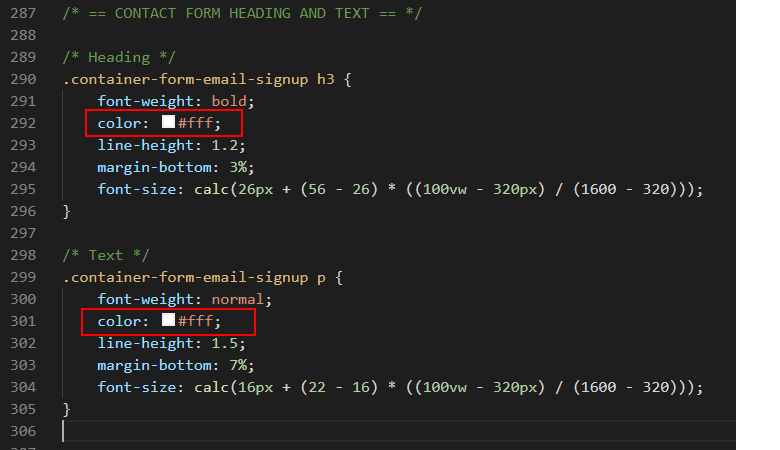 287 /* == CONTACT FORM HEADING AND TEXT == */
288
289 /* Heading */
290 .container-form-email-signup h3 {
291 font-weight: bold;
292 color: #fff;
293 line-height: 1.2;
294 margin-bottom: 3%;
295 font-size: calc(26px + (56 - 26) * ((100vw - 320px) / (1600 - 320)));
296 }
297
298 /* Text */
299 .container-form-email-signup p {
300 font-weight: normal;
301 color: #fff;
302 line-height: 1.5;
303 margin-bottom: 7%;
304 font-size: calc(16px + (22 - 16) * ((100vw - 320px) / (1600 - 320)));
305 }
306